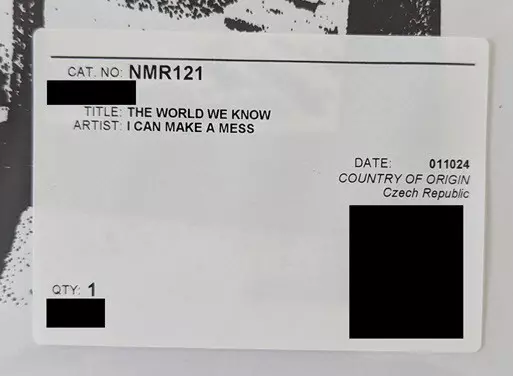 CAT. NO: NMR121
TITLE: THE WORLD WE KNOW
ARTIST: I CAN MAKE A MESS
DATE: 011024
COUNTRY OF ORIGIN
Czech Republic
QTY: 1